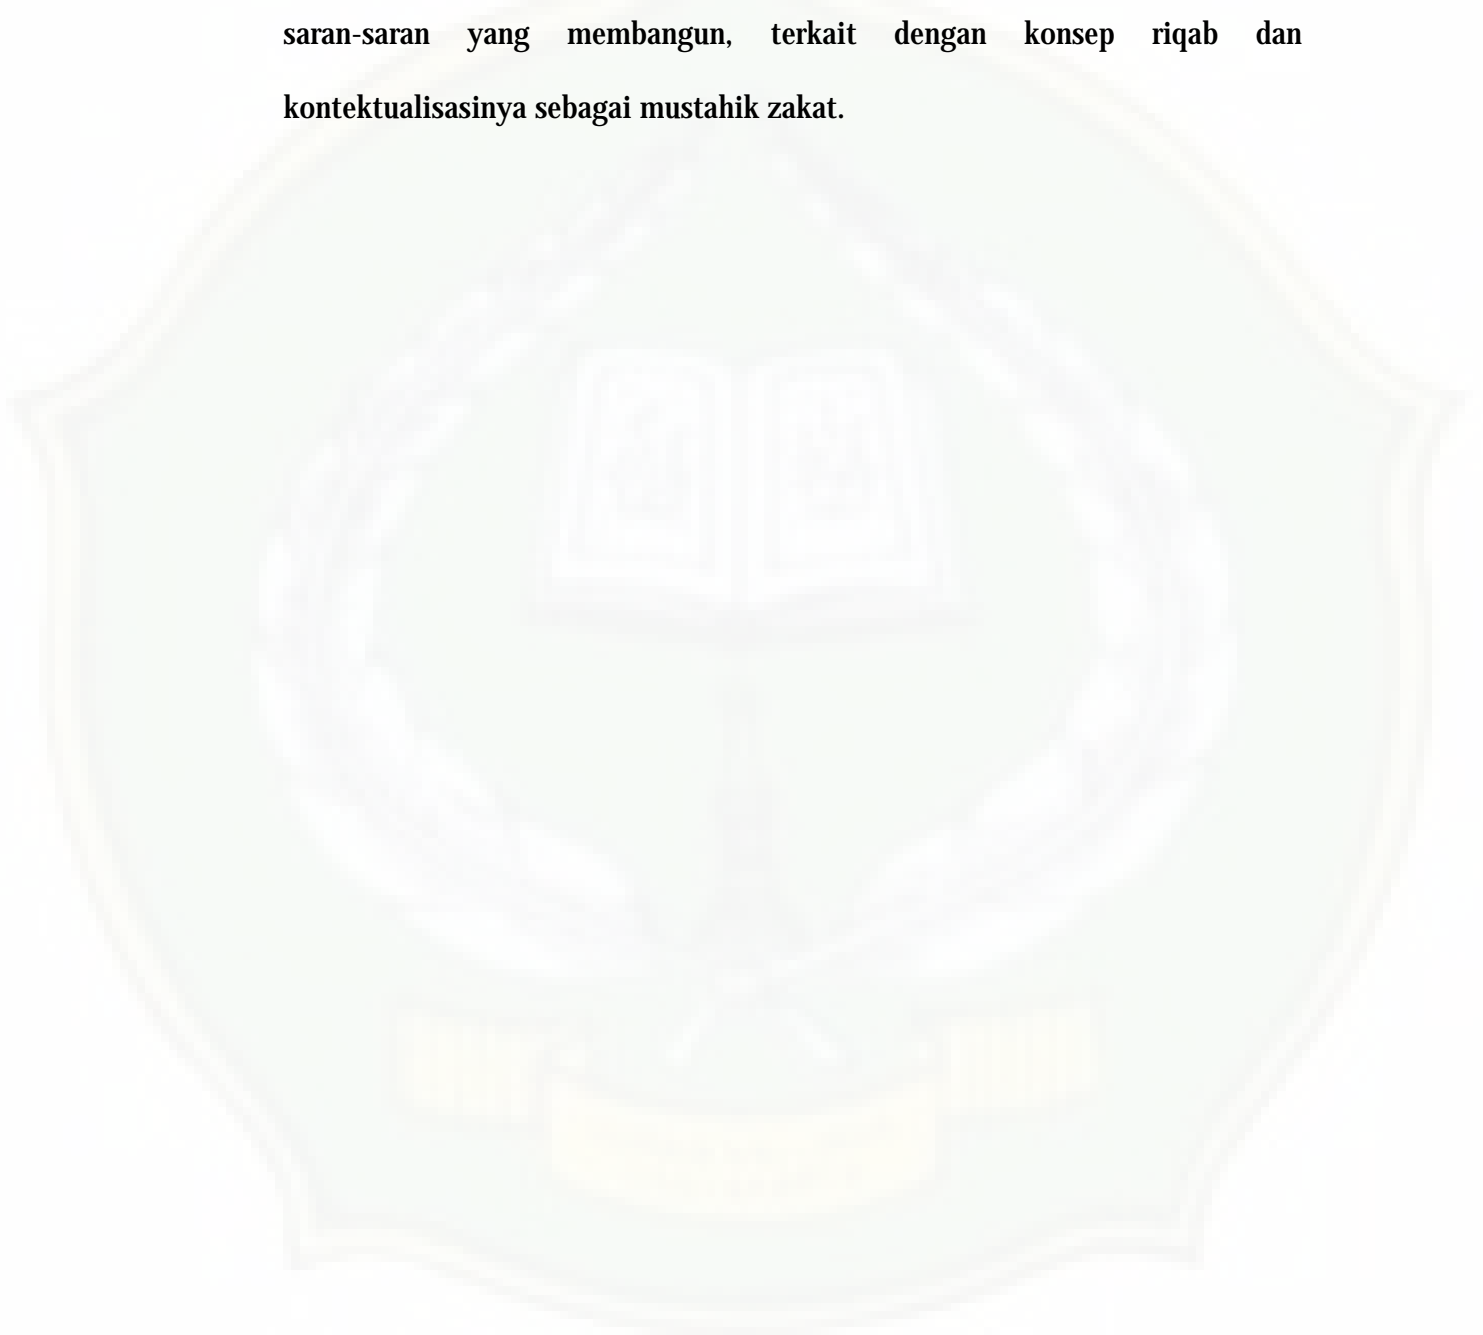 saran-saran yang membangun, terkait dengan konsep riqab dan
kontektualisasinya sebagai mustahik zakat.